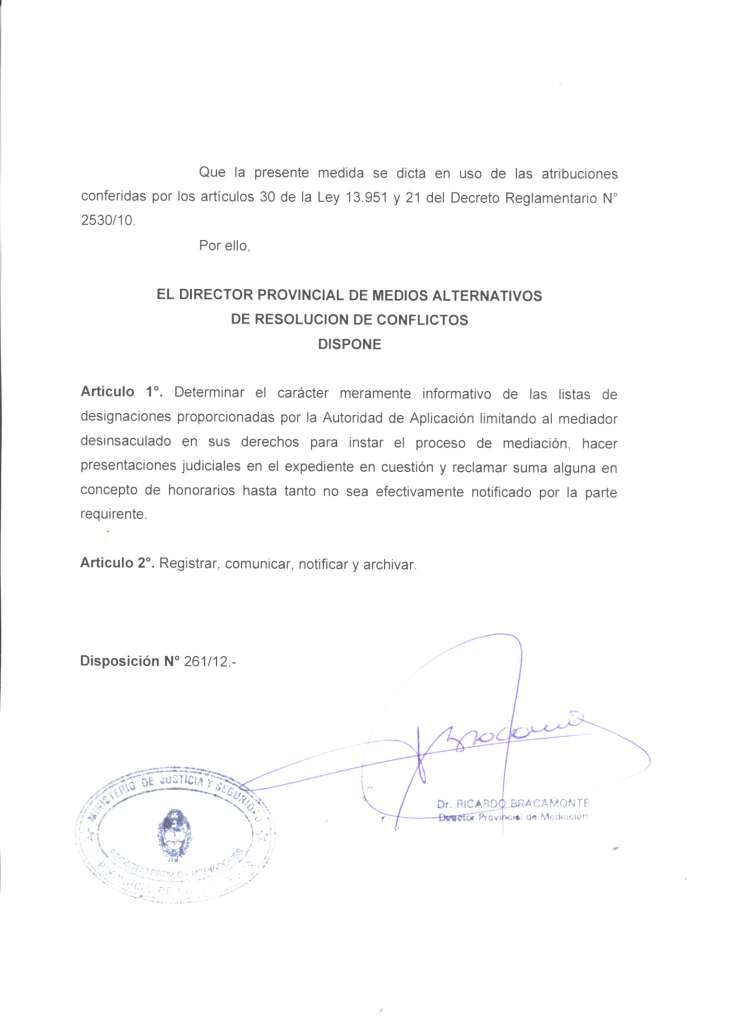 Que la presente medida se dicta en uso de las atribuciones
conferidas por los artículos 30 de la Ley 13.951 y 21 del Decreto Reglamentario N°
2530/10.
Por ello,
EL DIRECTOR PROVINCIAL DE MEDIOS ALTERNATIVOS
DE RESOLUCION DE CONFLICTOS
DISPONE
Articulo 1°. Determinar el carácter meramente informativo de las listas de
designaciones proporcionadas por la Autoridad de Aplicación limitando al mediador
desinsaculado en sus derechos para instar el proceso de mediación, hacer
presentaciones judiciales en el expediente en cuestión y reclamar suma alguna en
concepto de honorarios hasta tanto no sea efectivamente notificado por la parte
requirente.
Articulo 2°. Registrar, comunicar, notificar y archivar.
Disposición N° 261/12.-
Bracamonte
Dr. RICARDO BRACAMONTE
Director Provincial de Mediación
MINISTERIO DE JUSTICIA Y SEGURIDAD
PROVINCIA DE